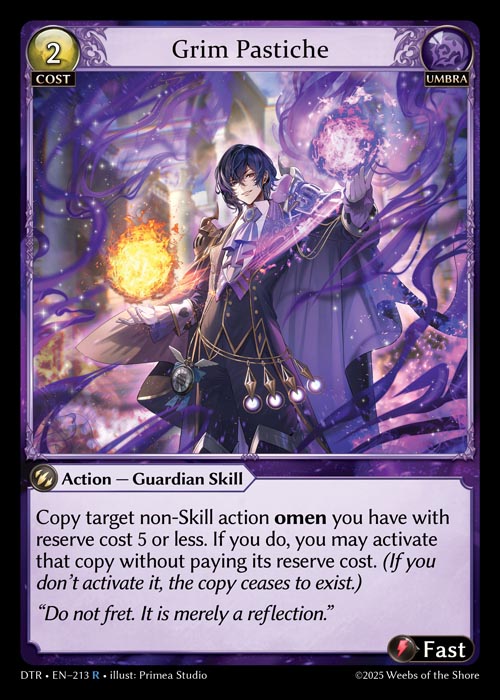 2
Grim Pastiche
COST
UMBRA
Action — Guardian Skill
Copy target non-Skill action omen you have with
reserve cost 5 or less. If you do, you may activate
that copy without paying its reserve cost. (If you
don't activate it, the copy ceases to exist.)
“Do not fret. It is merely a reflection.”
Fast
DTR • EN–213 R • illust: Primea Studio
©2025 Weebs of the Shore